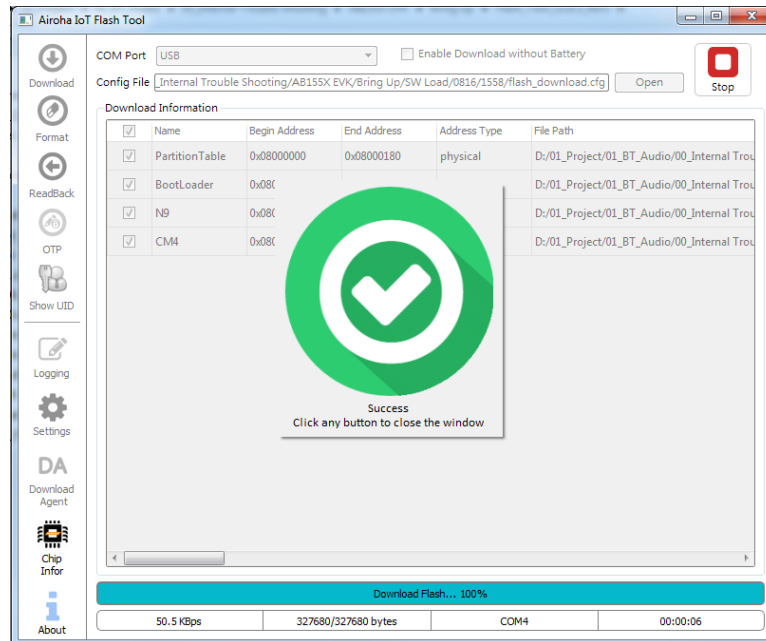 Airoha IoT Flash Tool
Download
Format
ReadBack
OTP
Show UID
Logging
Settings
DA
Download
Agent
Chip
Infor
About
COM Port USB Enable Download without Battery
Config File _Internal Trouble Shooting/AB155X EVK/Bring Up/SW Load/0816/1558/flash_download.cfg Open
Stop
Download Information
Name Begin Address End Address Address Type File Path
PartitionTable 0x08000000 0x08000180 physical D:/01_Project/01_BT_Audio/00_Internal Trou
BootLoader 0x080 D:/01_Project/01_BT_Audio/00_Internal Trou
N9 0x080 D:/01_Project/01_BT_Audio/00_Internal Trou
CM4 0x080 D:/01_Project/01_BT_Audio/00_Internal Trou
Success
Click any button to close the window
Download Flash... 100%
50.5 KBps 327680/327680 bytes COM4 00:00:06